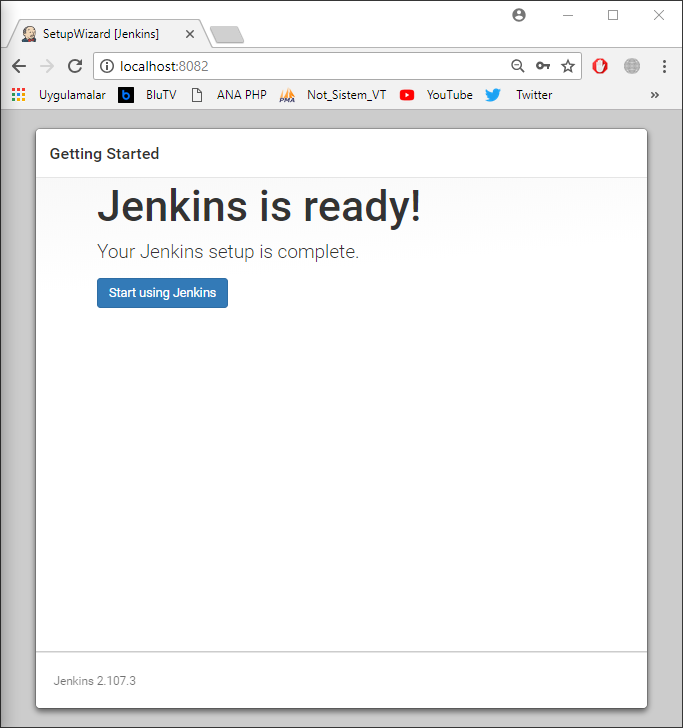 SetupWizard [Jenkins]
localhost:8082
Uygulamalar BluTV ANA PHP PMA Not_Sistem_VT YouTube Twitter »
Getting Started
Jenkins is ready!
Your Jenkins setup is complete.
Start using Jenkins
Jenkins 2.107.3